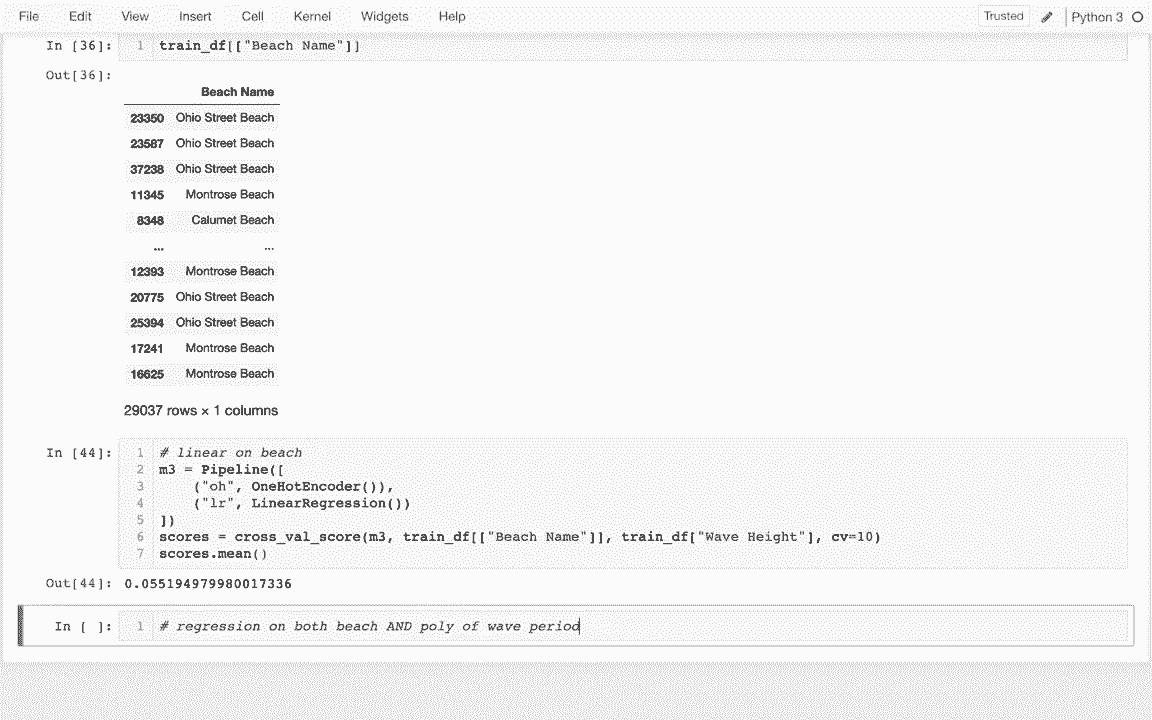 File Edit View Insert Cell Kernel Widgets Help Trusted Python 3
In [36]: 1 train_df[["Beach Name"]]
Out[36]:
Beach Name
23350 Ohio Street Beach
23587 Ohio Street Beach
37238 Ohio Street Beach
11345 Montrose Beach
8348 Calumet Beach
... ...
12393 Montrose Beach
20775 Ohio Street Beach
25394 Ohio Street Beach
17241 Montrose Beach
16625 Montrose Beach
29037 rows × 1 columns
In [44]: 1 # linear on beach
2 m3 = Pipeline([
3 ("oh", OneHotEncoder()),
4 ("lr", LinearRegression())
5 ])
6 scores = cross_val_score(m3, train_df[["Beach Name"]], train_df["Wave Height"], cv=10)
7 scores.mean()
Out[44]: 0.055194979980017336
In [ ]: 1 # regression on both beach AND poly of wave period